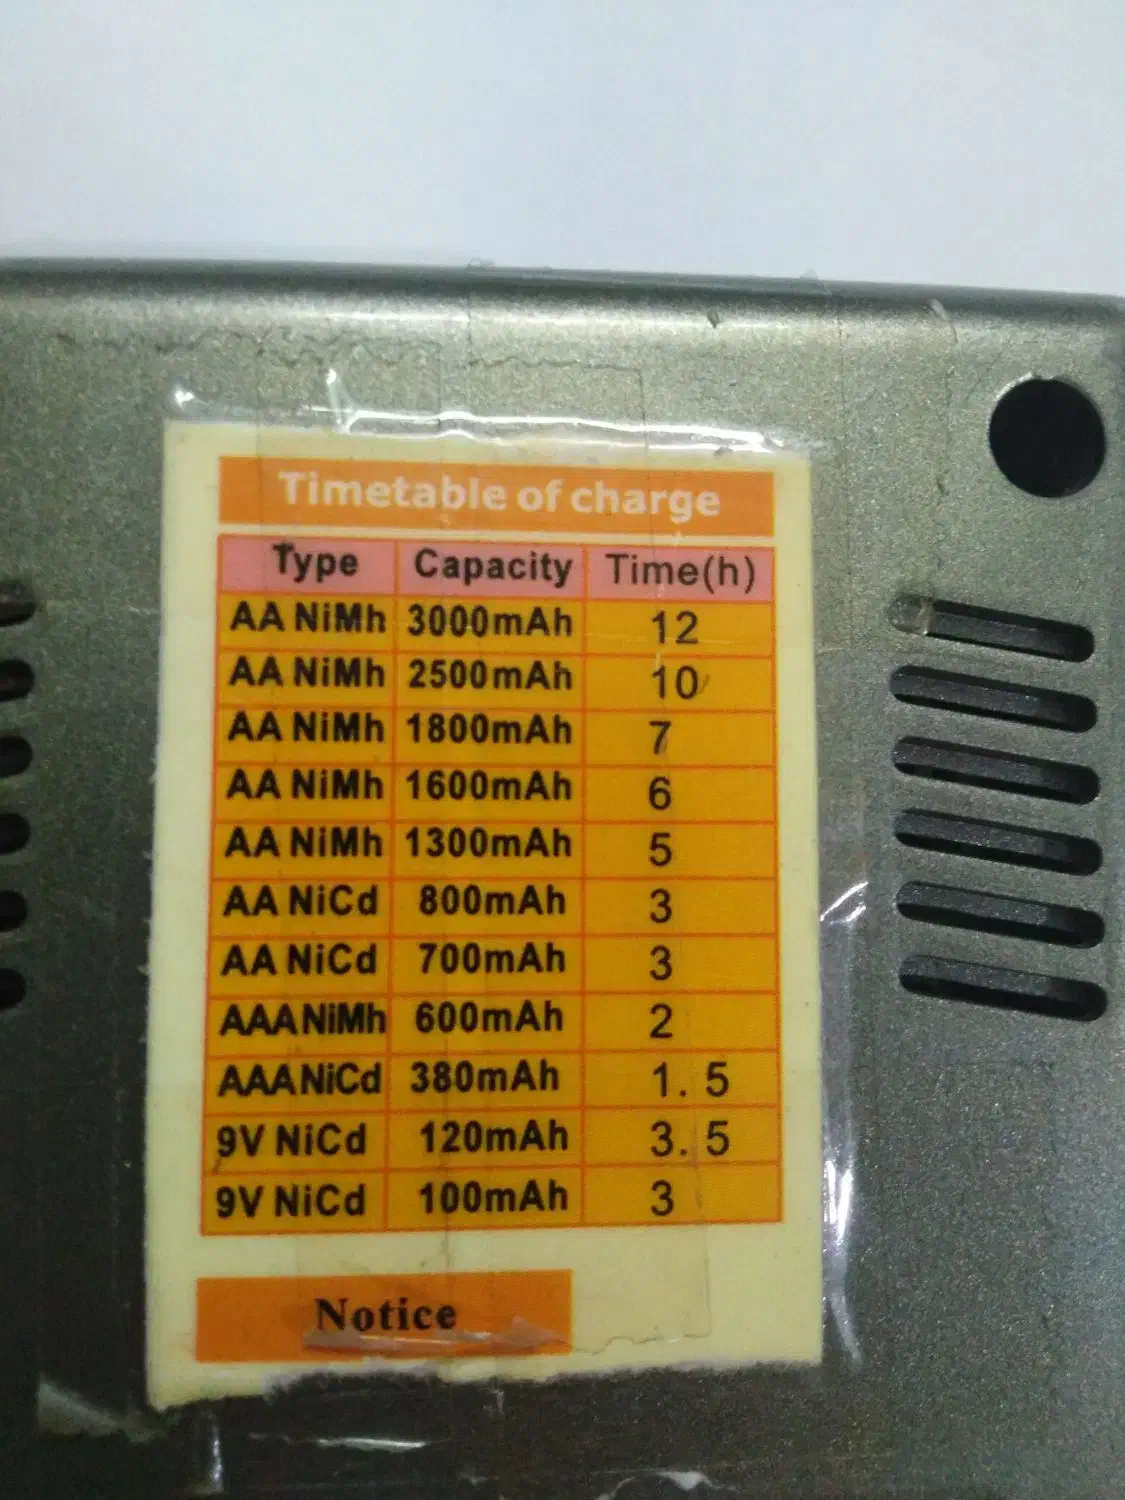 Timetable of charge
Type Capacity Time(h)
AA NiMh 3000mAh 12
AA NiMh 2500mAh 10
AA NiMh 1800mAh 7
AA NiMh 1600mAh 6
AA NiMh 1300mAh 5
AA NiCd 800mAh 3
AA NiCd 700mAh 3
AAA NiMh 600mAh 2
AAA NiCd 380mAh 1.5
9V NiCd 120mAh 3.5
9V NiCd 100mAh 3
Notice